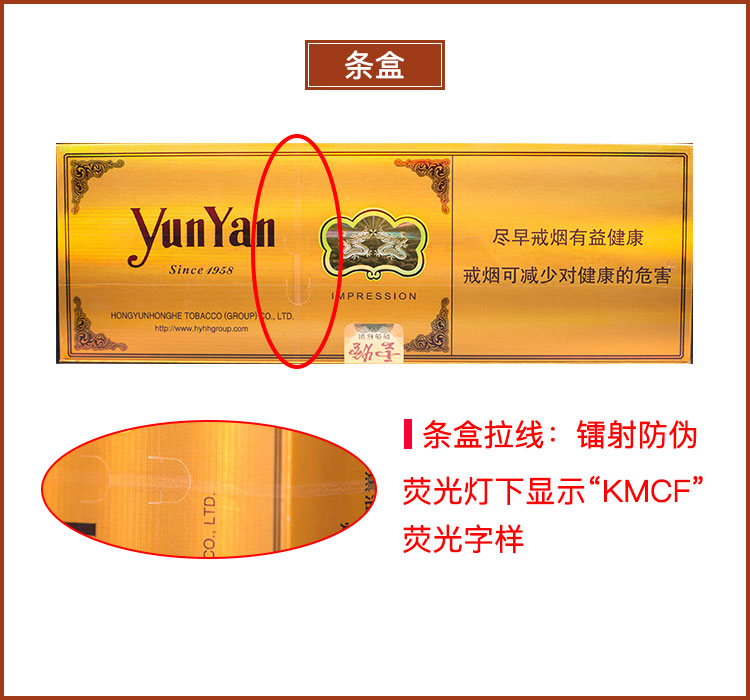 条盒
YunYan
Since 1958
IMPRESSION
HONGYUNHONGHE TOBACCO (GROUP) CO., LTD.
http://www.hyhhgroup.com
尽早戒烟有益健康
戒烟可减少对健康的危害
条盒拉线：镭射防伪
荧光灯下显示“KMCF”
荧光字样
CO., LTD.